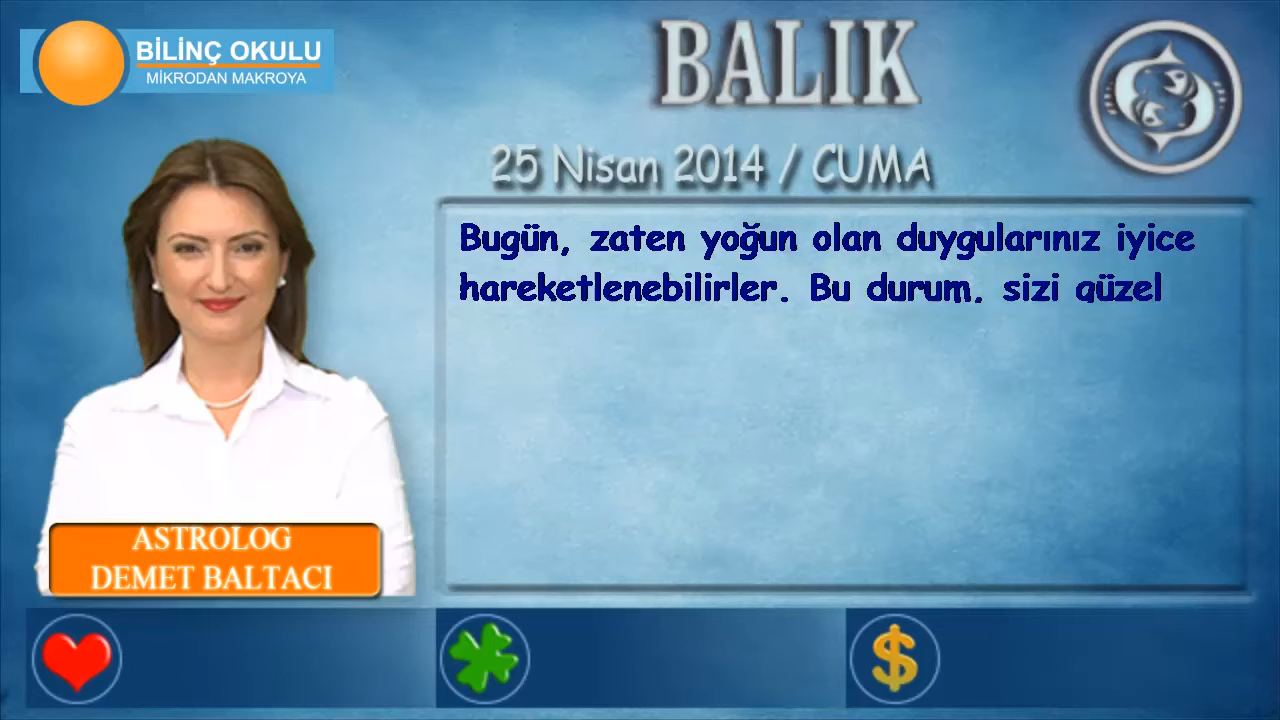 BİLİNÇ OKULU
MİKRODAN MAKROYA
BALIK
25 Nisan 2014 / CUMA
Bugün, zaten yoğun olan duygularınız iyice
hareketlenebilirler. Bu durum, sizi güzel
ASTROLOG
DEMET BALTACI